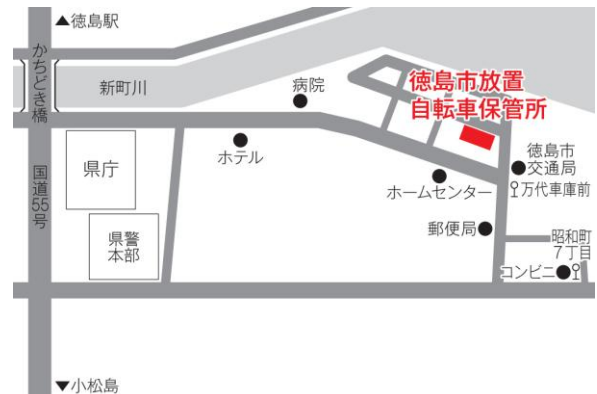 ▲徳島駅
かちどき橋
新町川
病院
徳島市放置
自転車保管所
国道55号
県庁
ホテル
徳島市
交通局
ホームセンター
万代車庫前
県警
本部
郵便局
昭和町
7丁目
コンビニ
▼小松島